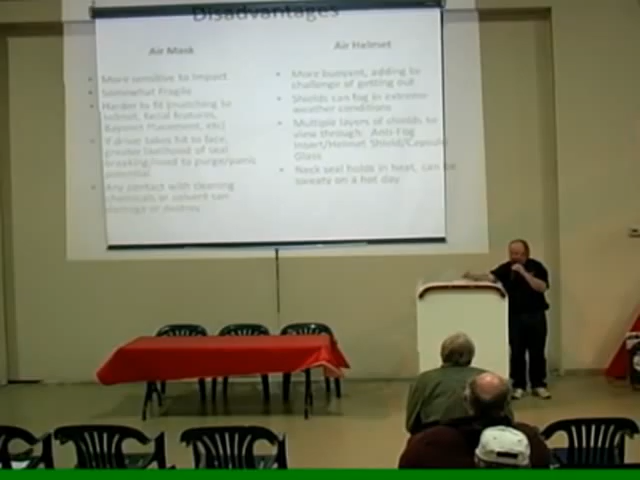 Disadvantages
Air Mask
• More sensitive to impact
• Somewhat Fragile
• Harder to fit (matching to
helmet, facial features,
Bayonet Placement, etc)
• If driver takes hit to face,
greater likelihood of seal
breaking/need to purge/panic
potential
• Any contact with cleaning
chemicals or solvent can
damage or destroy
Air Helmet
• More buoyant, adding to
challenge of getting out
• Shields can fog in extreme
weather conditions
• Multiple layers of shields to
view through: Anti-Fog
Insert/Helmet Shield/Capsule
Glass
• Neck seal holds in heat, can be
sweaty on a hot day